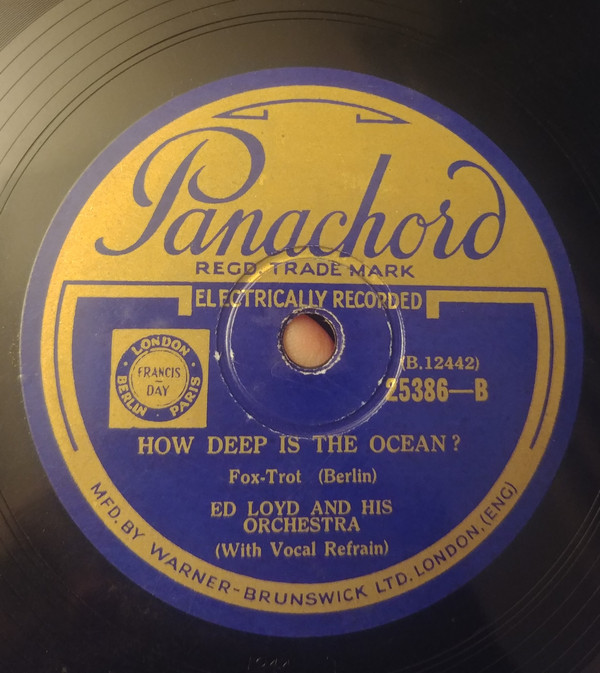 Panachord
REGD. TRADE MARK
ELECTRICALLY RECORDED
LONDON
FRANCIS
DAY
BERLIN · PARIS
(B.12442)
25386—B
HOW DEEP IS THE OCEAN?
Fox-Trot (Berlin)
ED LOYD AND HIS
ORCHESTRA
(With Vocal Refrain)
MFD. BY WARNER-BRUNSWICK LTD. LONDON, (ENG)